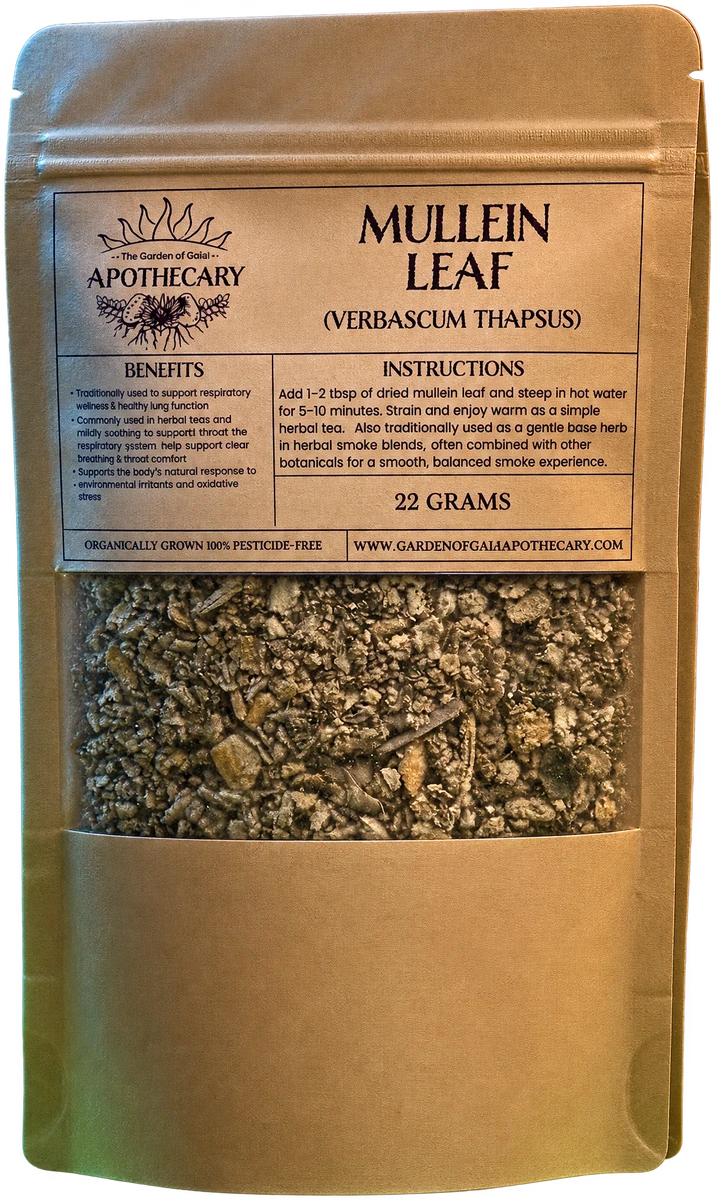 -- The Garden of Gaia! --
APOTHECARY
MULLEIN
LEAF
(VERBASCUM THAPSUS)
BENEFITS
• Traditionally used to support respiratory
wellness & healthy lung function
• Commonly used in herbal teas and
mildly soothing to support! throat the
respiratory ṣystem help support clear
breathing & throat comfort
• Supports the body's natural response to
• environmental irritants and oxidative
stress
INSTRUCTIONS
Add 1–2 tbsp of dried mullein leaf and steep in hot water
for 5–10 minutes. Strain and enjoy warm as a simple
herbal tea. Also traditionally used as a gentle base herb
in herbal smoke blends, often combined with other
botanicals for a smooth, balanced smoke experience.
22 GRAMS
ORGANICALLY GROWN 100% PESTICIDE-FREE